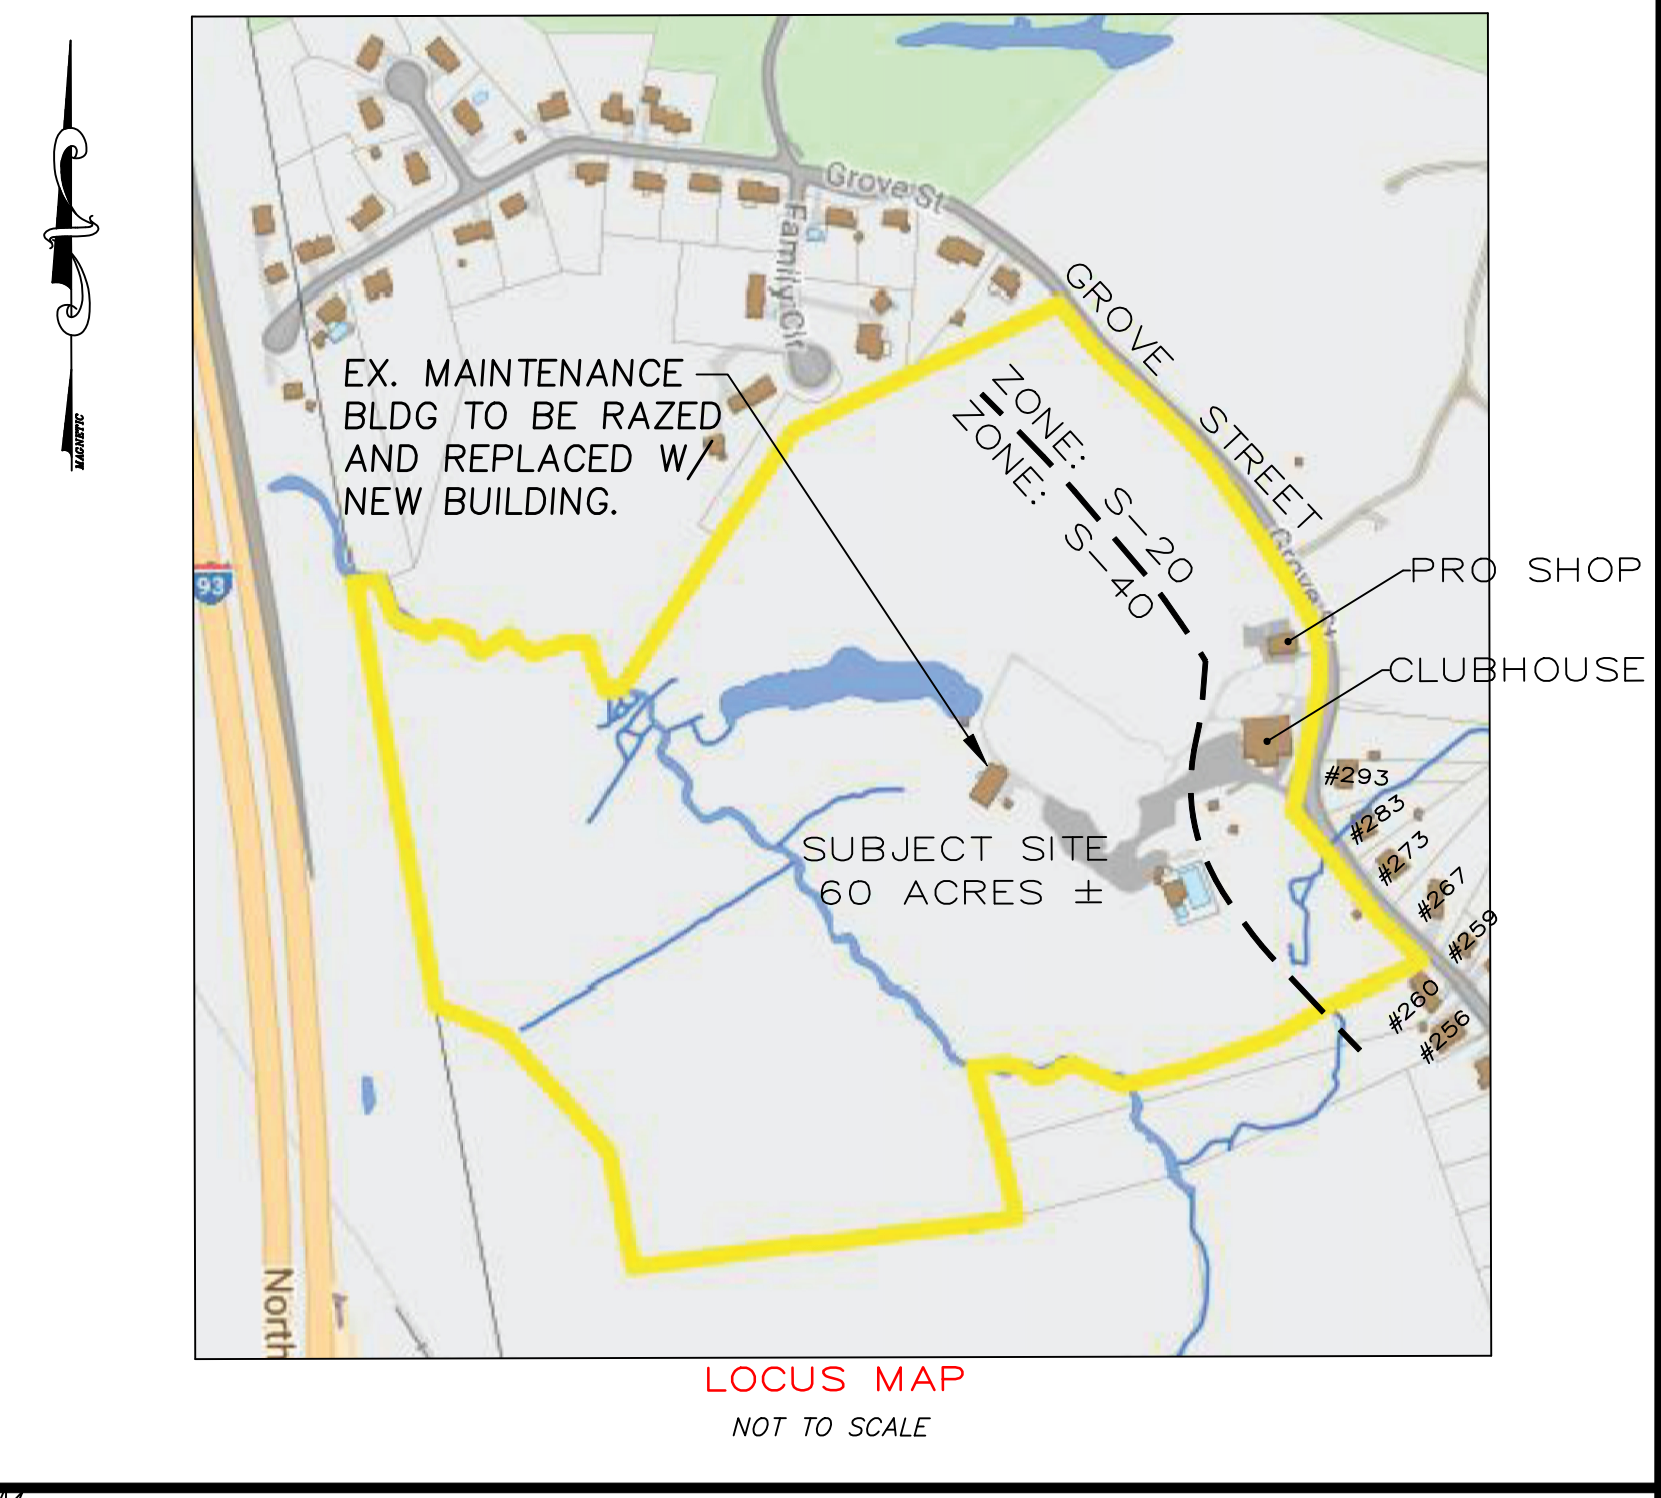 MAGNETIC
Grove St
Family Cir
GROVE STREET
EX. MAINTENANCE
BLDG TO BE RAZED
AND REPLACED W/
NEW BUILDING.
ZONE: S-20
ZONE: S-40
Grove St
93
PRO SHOP
CLUBHOUSE
#293
#283
#273
#267
#259
#260
#256
SUBJECT SITE
60 ACRES ±
North
LOCUS MAP
NOT TO SCALE